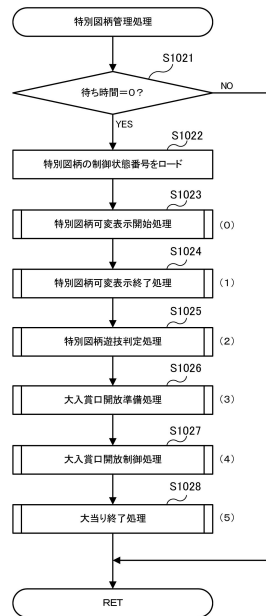 特別図柄管理処理
S1021
待ち時間=0?
NO
YES
S1022
特別図柄の制御状態番号をロード
S1023
特別図柄可変表示開始処理
(0)
S1024
特別図柄可変表示終了処理
(1)
S1025
特別図柄遊技判定処理
(2)
S1026
大入賞口開放準備処理
(3)
S1027
大入賞口開放制御処理
(4)
S1028
大当り終了処理
(5)
RET